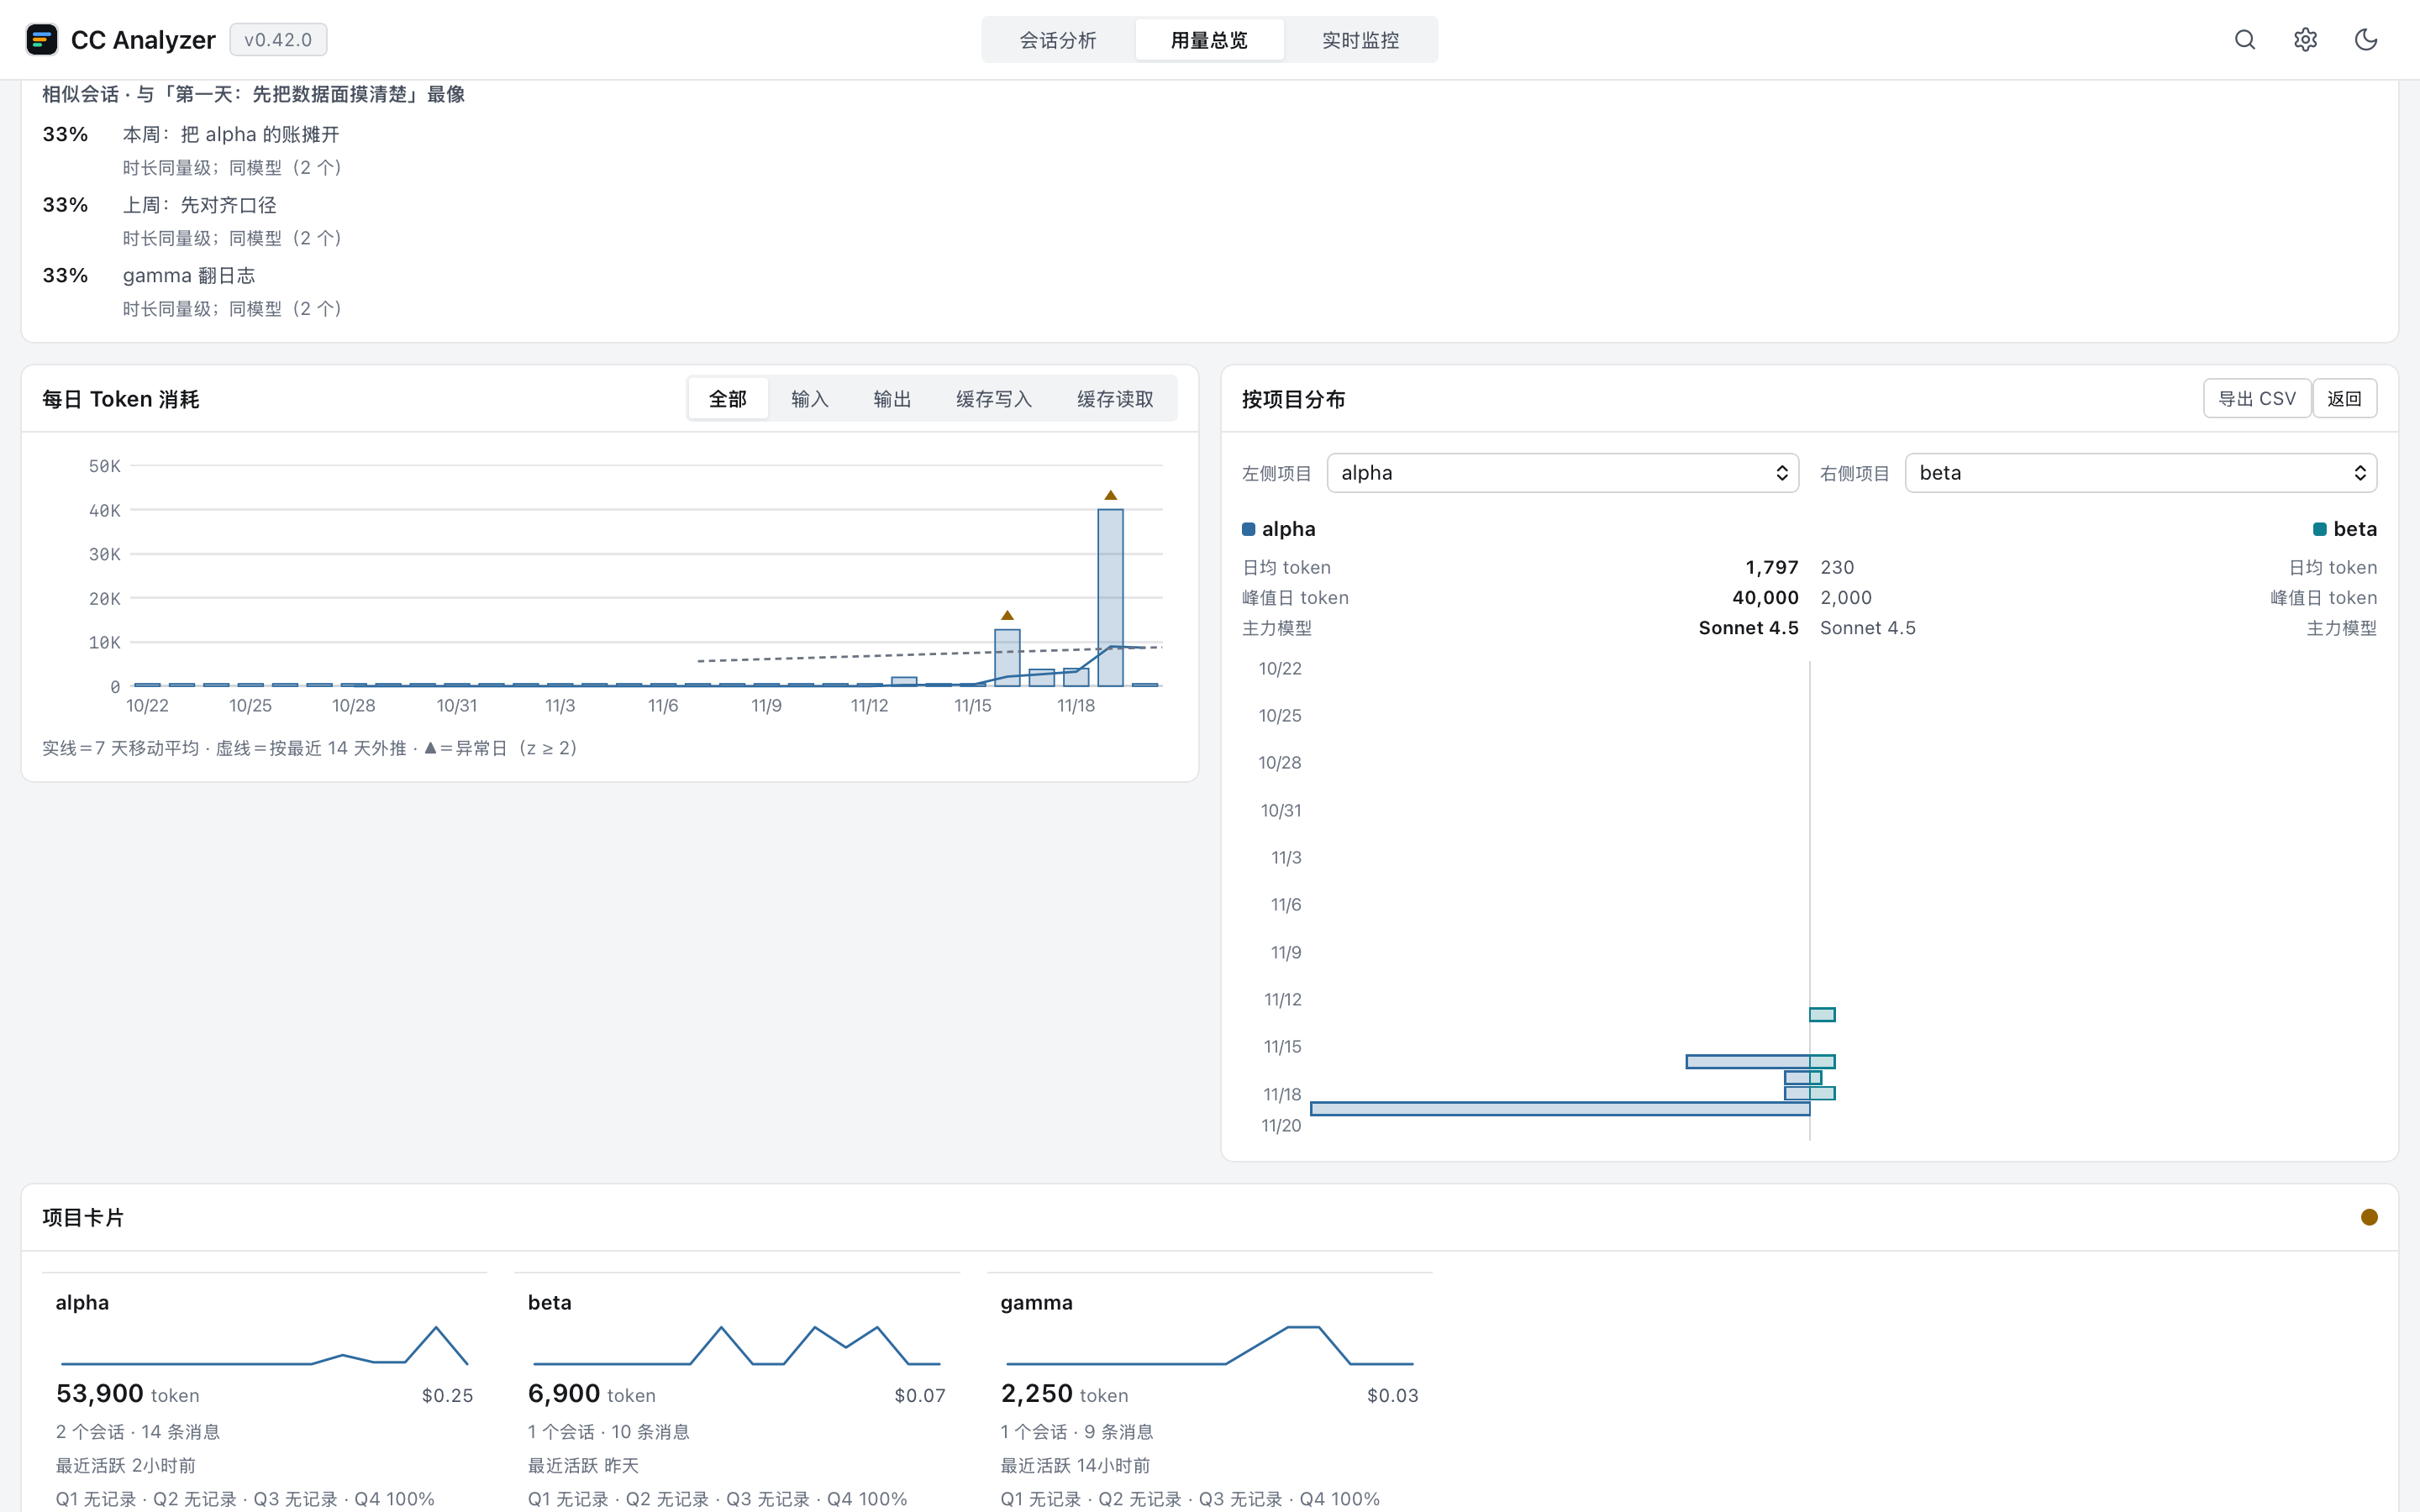 CC Analyzer v0.42.0 会话分析 用量总览 实时监控
相似会话 · 与「第一天：先把数据面摸清楚」最像
33% 本周：把 alpha 的账摊开
时长同量级；同模型（2 个）
33% 上周：先对齐口径
时长同量级；同模型（2 个）
33% gamma 翻日志
时长同量级；同模型（2 个）
每日 Token 消耗 全部 输入 输出 缓存写入 缓存读取
50K
40K
30K
20K
10K
0
10/22 10/25 10/28 10/31 11/3 11/6 11/9 11/12 11/15 11/18
实线＝7 天移动平均 · 虚线＝按最近 14 天外推 · ▲＝异常日（z ≥ 2）
按项目分布 导出 CSV 返回
左侧项目 alpha 右侧项目 beta
alpha beta
日均 token 1,797 230 日均 token
峰值日 token 40,000 2,000 峰值日 token
主力模型 Sonnet 4.5 Sonnet 4.5 主力模型
10/22
10/25
10/28
10/31
11/3
11/6
11/9
11/12
11/15
11/18
11/20
项目卡片
alpha
53,900 token $0.25
2 个会话 · 14 条消息
最近活跃 2小时前
Q1 无记录 · Q2 无记录 · Q3 无记录 · Q4 100%
beta
6,900 token $0.07
1 个会话 · 10 条消息
最近活跃 昨天
Q1 无记录 · Q2 无记录 · Q3 无记录 · Q4 100%
gamma
2,250 token $0.03
1 个会话 · 9 条消息
最近活跃 14小时前
Q1 无记录 · Q2 无记录 · Q3 无记录 · Q4 100%